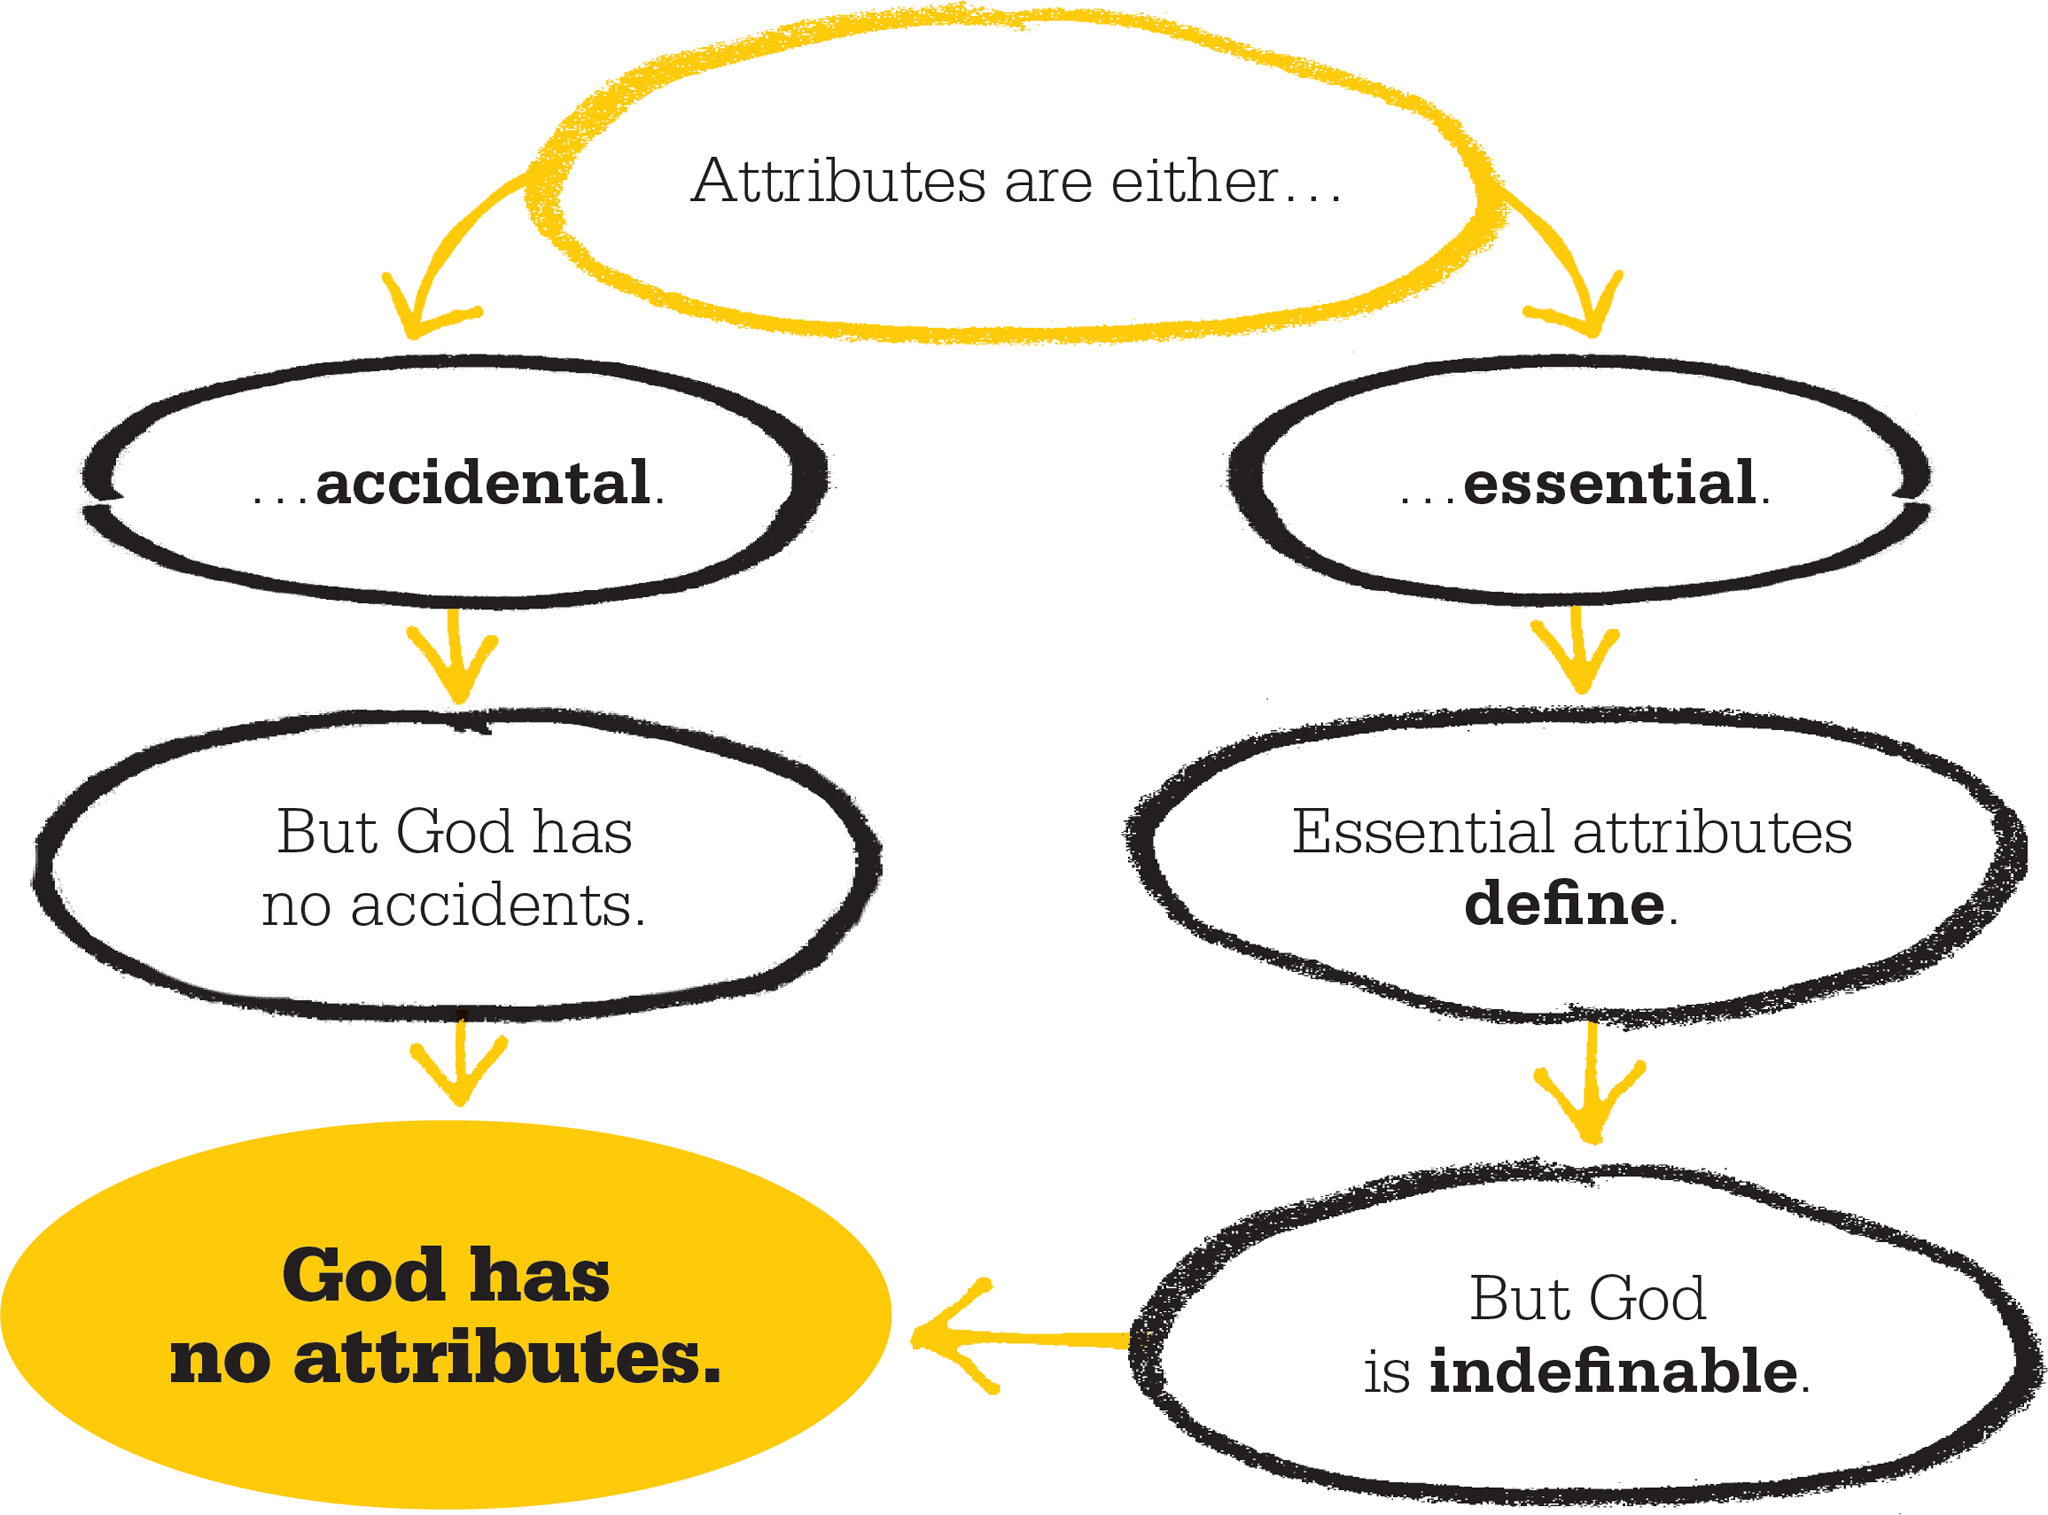 Attributes are either…
…accidental.
…essential.
But God has
no accidents.
Essential attributes
define.
God has
no attributes.
But God
is indefinable.